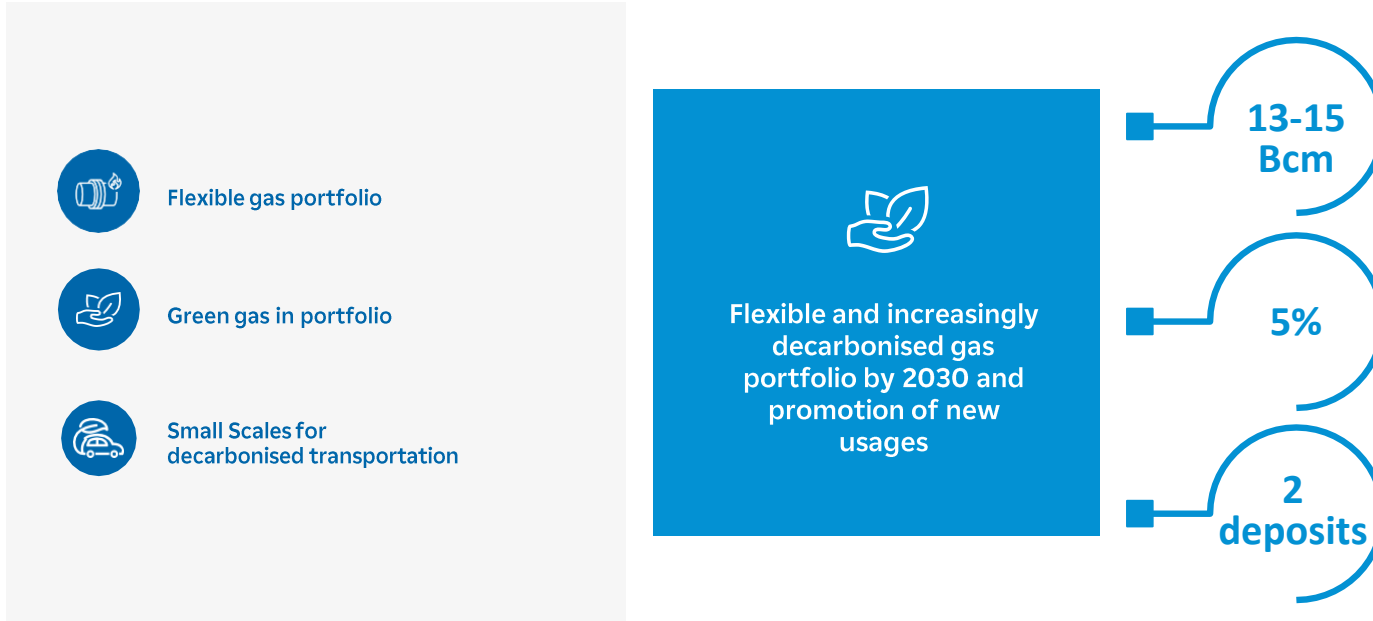 Flexible gas portfolio
Green gas in portfolio
Small Scales for
decarbonised transportation
Flexible and increasingly
decarbonised gas
portfolio by 2030 and
promotion of new
usages
13-15
Bcm
5%
2
deposits